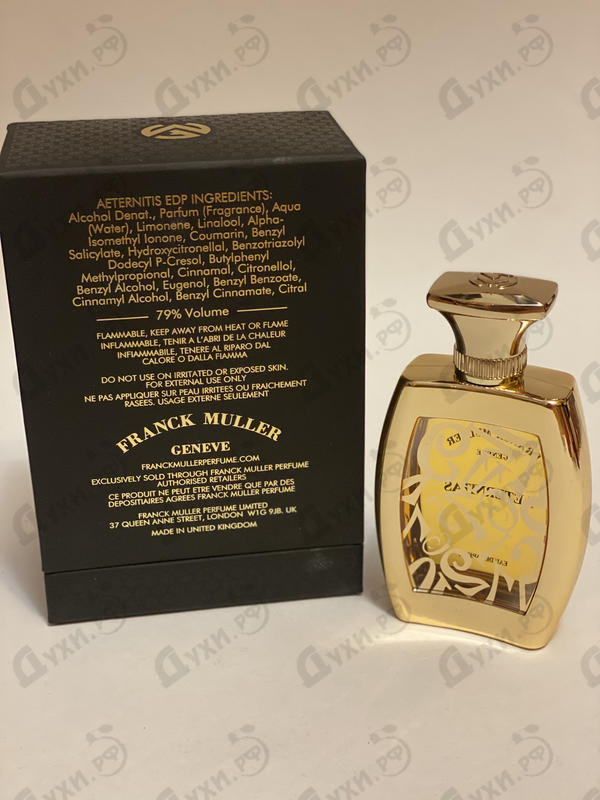 AETERNITIS EDP INGREDIENTS:
Alcohol Denat., Parfum (Fragrance), Aqua
(Water), Limonene, Linalool, Alpha-
Isomethyl Ionone, Coumarin, Benzyl
Salicylate, Hydroxycitronellal, Benzotriazolyl
Dodecyl P-Cresol, Butylphenyl
Methylpropional, Cinnamal, Citronellol,
Benzyl Alcohol, Eugenol, Benzyl Benzoate,
Cinnamyl Alcohol, Benzyl Cinnamate, Citral
79% Volume
FLAMMABLE, KEEP AWAY FROM HEAT OR FLAME
INFLAMMABLE, TENIR A L'ABRI DE LA CHALEUR
INFIAMMABILE, TENERE AL RIPARO DAL
CALORE O DALLA FIAMMA
DO NOT USE ON IRRITATED OR EXPOSED SKIN.
FOR EXTERNAL USE ONLY
NE PAS APPLIQUER SUR PEAU IRRITEES OU FRAICHEMENT
RASEES. USAGE EXTERNE SEULEMENT
FRANCK MULLER
GENEVE
FRANCKMULLERPERFUME.COM
EXCLUSIVELY SOLD THROUGH FRANCK MULLER PERFUME
AUTHORISED RETAILERS
CE PRODUIT NE PEUT ETRE VENDUE QUE PAR DES
DEPOSITIAIRES AGREES FRANCK MULLER PERFUME
FRANCK MULLER PERFUME LIMITED
37 QUEEN ANNE STREET, LONDON W1G 9JB. UK
MADE IN UNITED KINGDOM
Духи.РФ